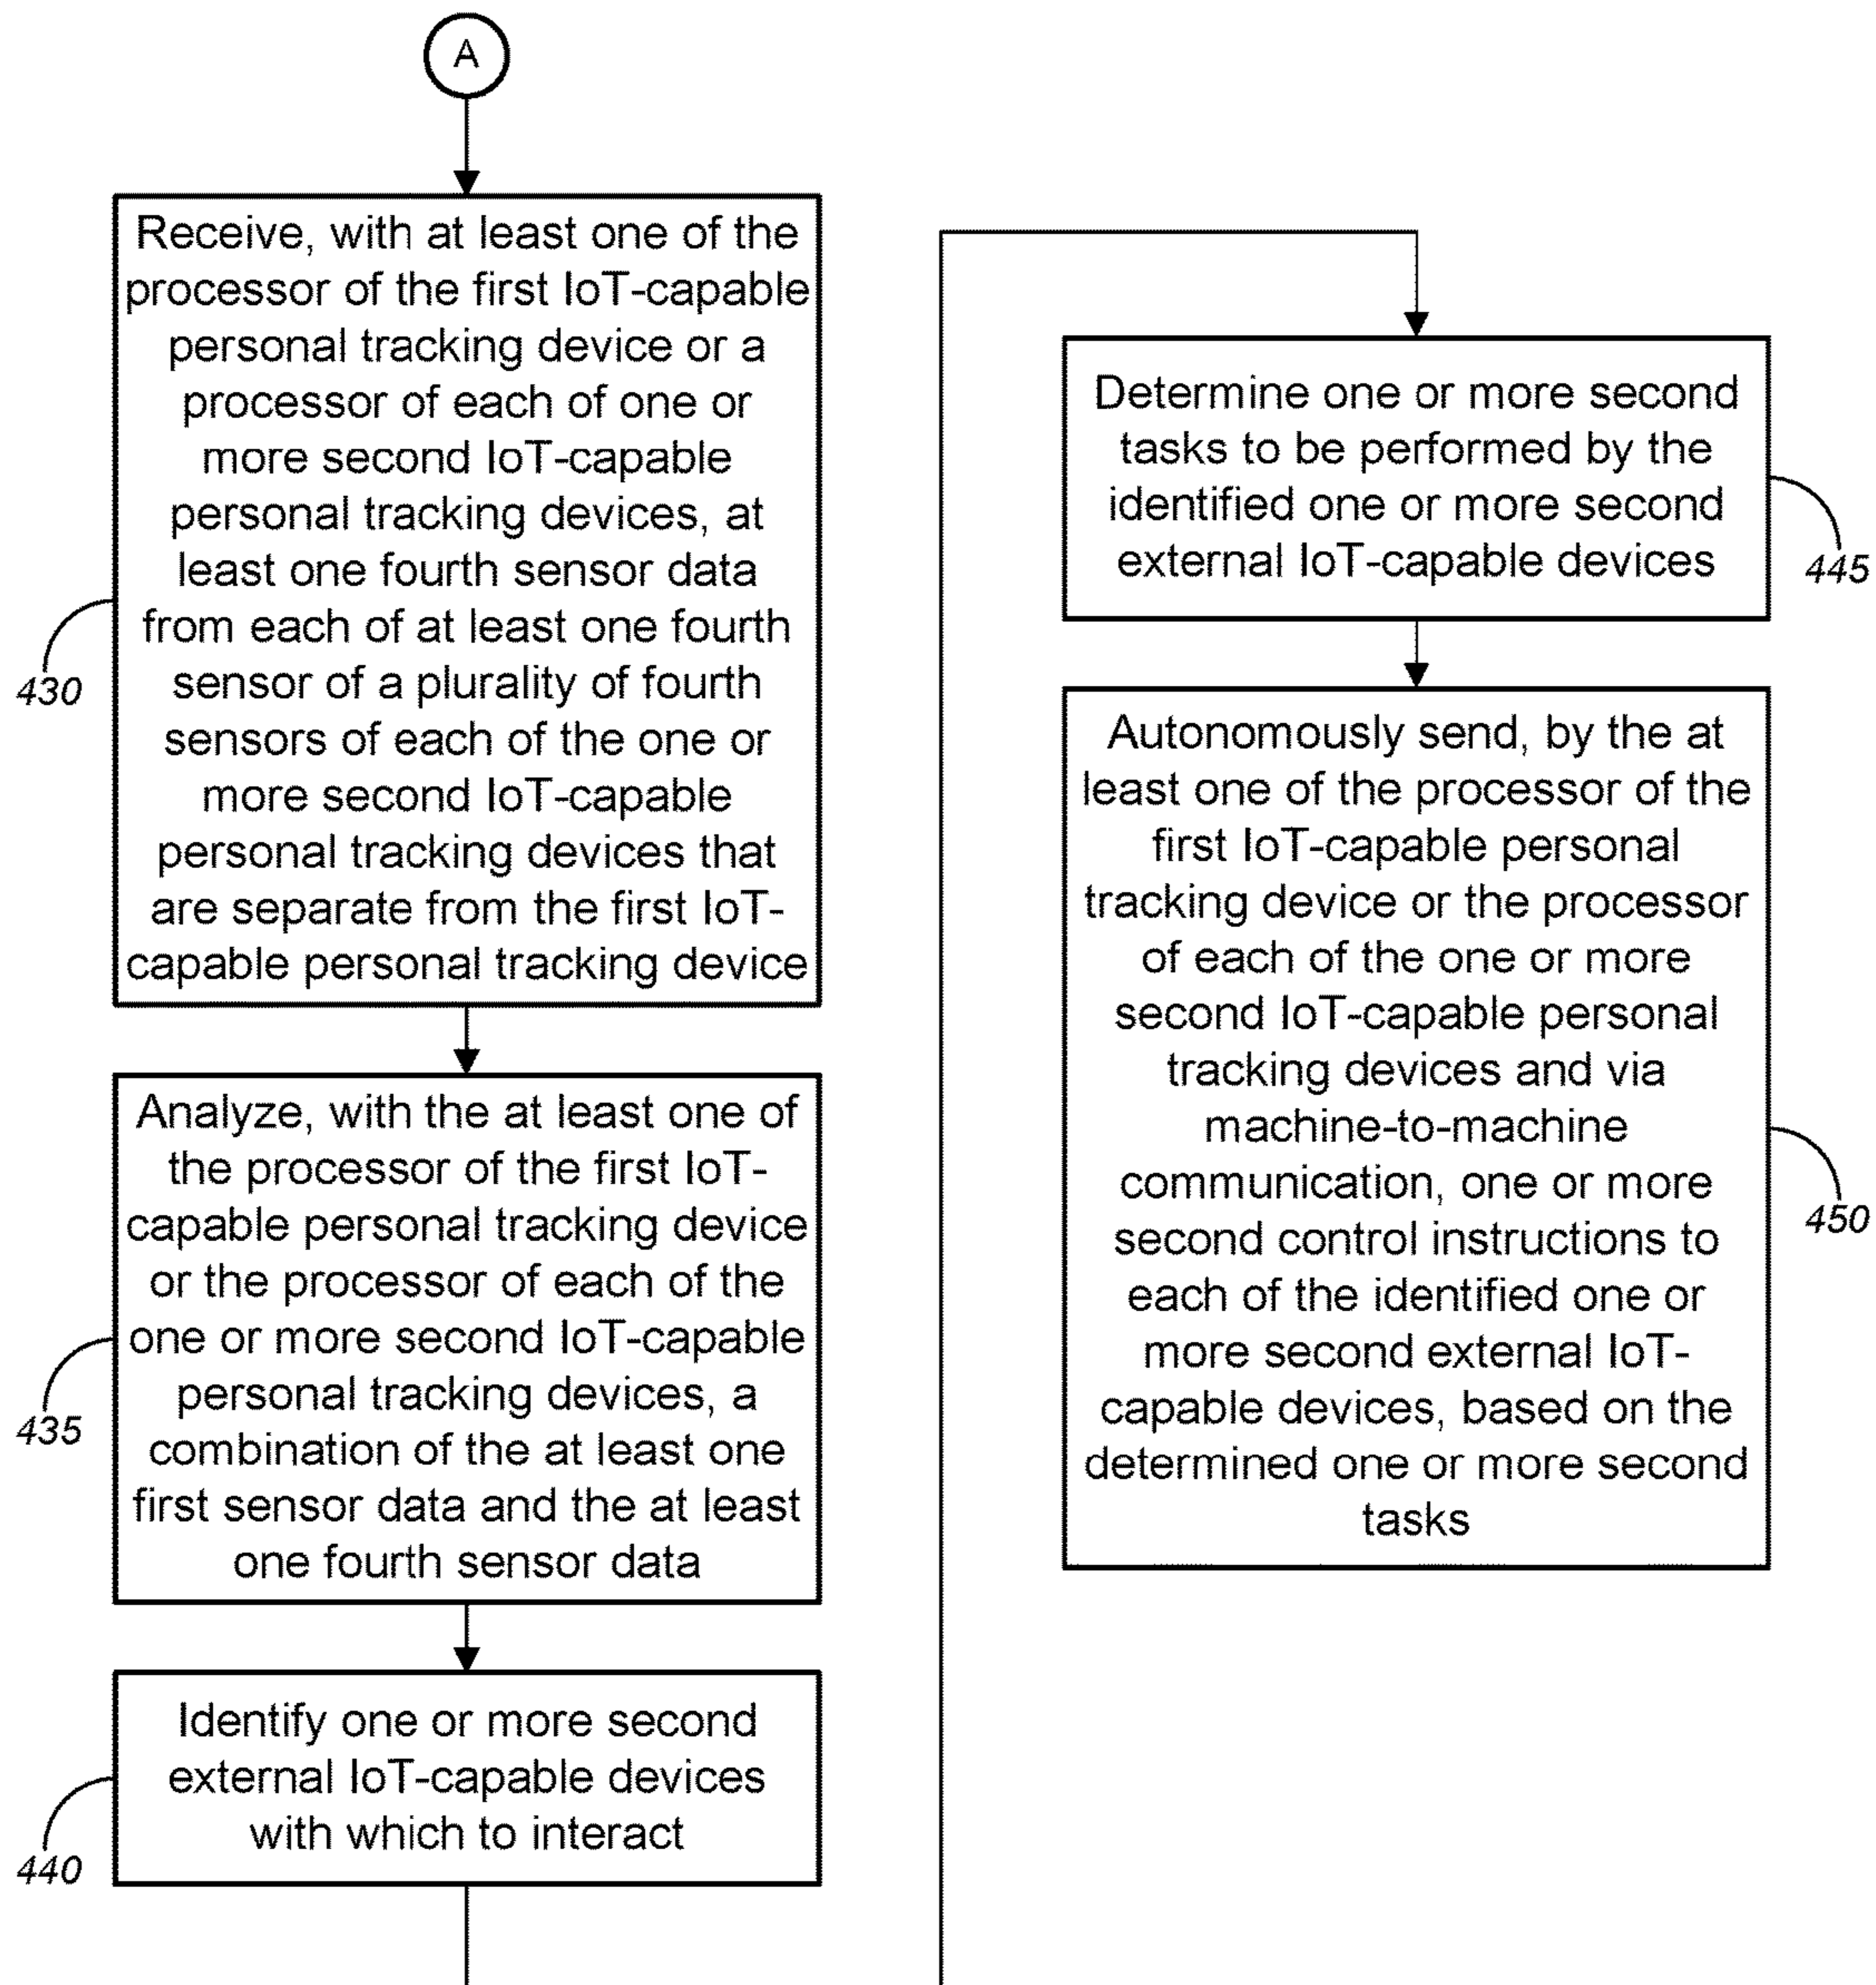 A
Receive, with at least one of the
processor of the first IoT-capable
personal tracking device or a
processor of each of one or
more second IoT-capable
personal tracking devices, at
least one fourth sensor data
from each of at least one fourth
sensor of a plurality of fourth
sensors of each of the one or
more second IoT-capable
personal tracking devices that
are separate from the first IoT-
capable personal tracking device
430
Analyze, with the at least one of
the processor of the first IoT-
capable personal tracking device
or the processor of each of the
one or more second IoT-capable
personal tracking devices, a
combination of the at least one
first sensor data and the at least
one fourth sensor data
435
Identify one or more second
external IoT-capable devices
with which to interact
440
Determine one or more second
tasks to be performed by the
identified one or more second
external IoT-capable devices
445
Autonomously send, by the at
least one of the processor of the
first IoT-capable personal
tracking device or the processor
of each of the one or more
second IoT-capable personal
tracking devices and via
machine-to-machine
communication, one or more
second control instructions to
each of the identified one or
more second external IoT-
capable devices, based on the
determined one or more second
tasks
450